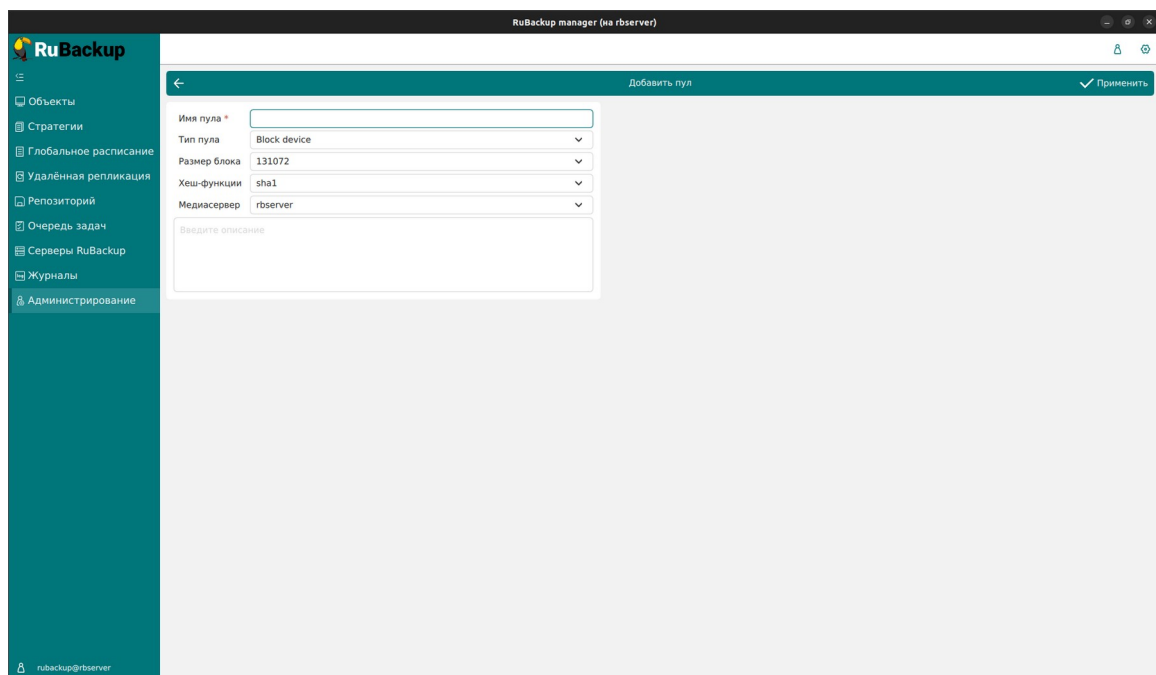 RuBackup manager (на rbserver)
RuBackup
Добавить пул
Применить
Объекты
Стратегии
Глобальное расписание
Удалённая репликация
Репозиторий
Очередь задач
Серверы RuBackup
Журналы
Администрирование
Имя пула *
Тип пула Block device
Размер блока 131072
Хеш-функции sha1
Медиасервер rbserver
Введите описание
rubackup@rbserver